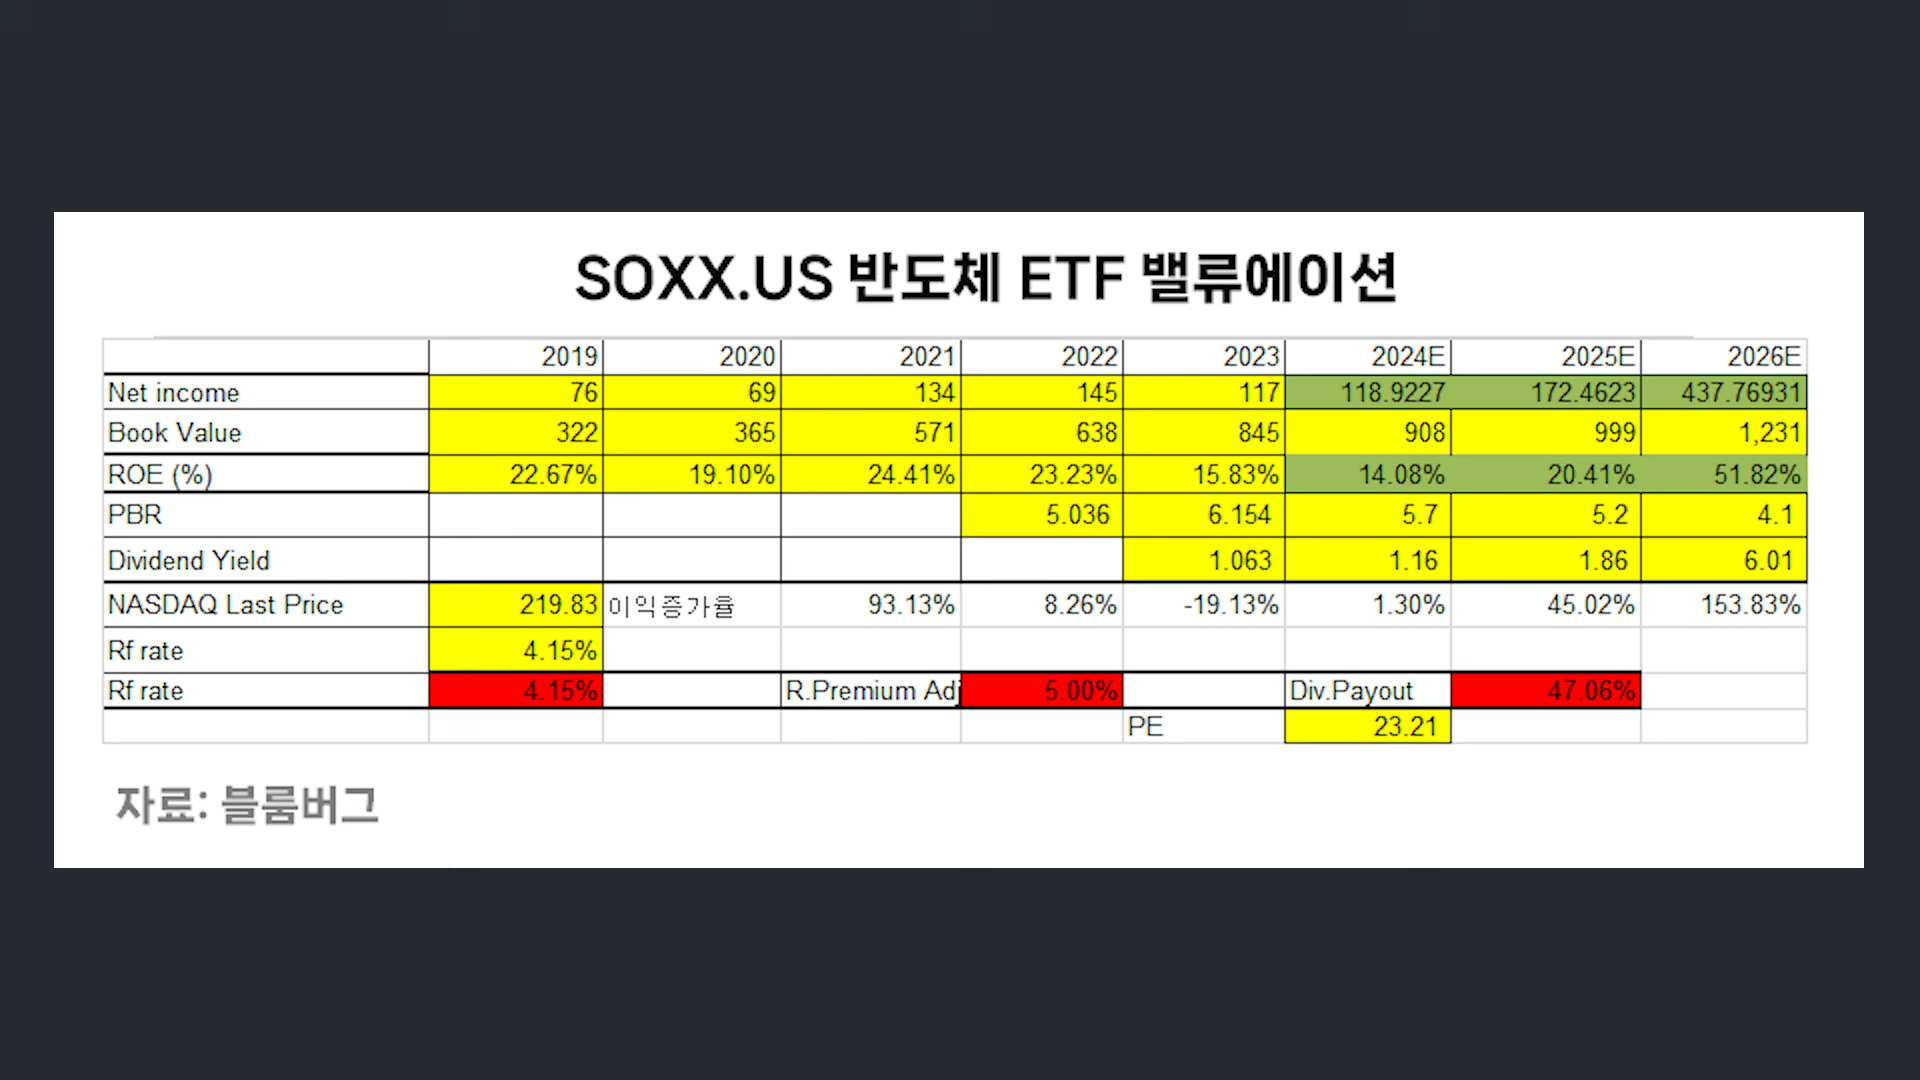 SOXX.US 반도체 ETF 밸류에이션
2019 2020 2021 2022 2023 2024E 2025E 2026E
Net income 76 69 134 145 117 118.9227 172.4623 437.76931
Book Value 322 365 571 638 845 908 999 1,231
ROE (%) 22.67% 19.10% 24.41% 23.23% 15.83% 14.08% 20.41% 51.82%
PBR 5.036 6.154 5.7 5.2 4.1
Dividend Yield 1.063 1.16 1.86 6.01
NASDAQ Last Price 219.83 이익증가율 93.13% 8.26% -19.13% 1.30% 45.02% 153.83%
Rf rate 4.15%
Rf rate 4.15% R.Premium Adj 5.00% Div.Payout 47.06%
PE 23.21
자료: 블룸버그